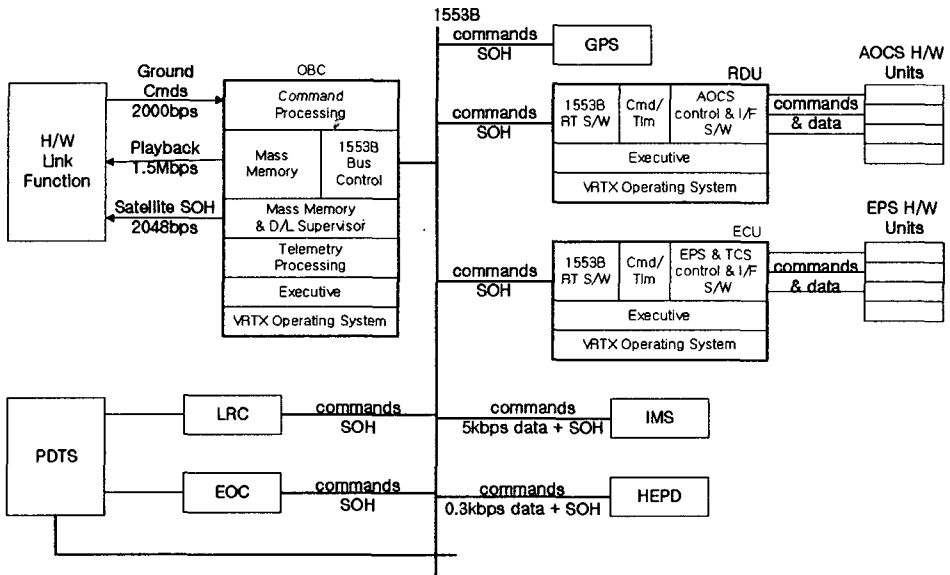 1553B
commands
SOH
GPS
Ground
Cmds
2000bps
H/W
Link
Function
Playback
1.5Mbps
Satellite SOH
2048bps
OBC
Command
Processing
Mass
Memory
1553B
Bus
Control
Mass Memory
& D/L Supervisor
Telemetry
Processing
Executive
VRTX Operating System
commands
SOH
RDU
1553B
RT S/W
Cmd/
Tlm
AOCS
control & I/F
S/W
Executive
VRTX Operating System
AOCS H/W
Units
commands
& data
commands
SOH
ECU
1553B
RT S/W
Cmd/
Tlm
EPS & TCS
control & I/F
S/W
Executive
VRTX Operating System
EPS H/W
Units
commands
& data
PDTS
LRC
commands
SOH
commands
5kbps data + SOH
IMS
EOC
commands
SOH
commands
0.3kbps data + SOH
HEPD